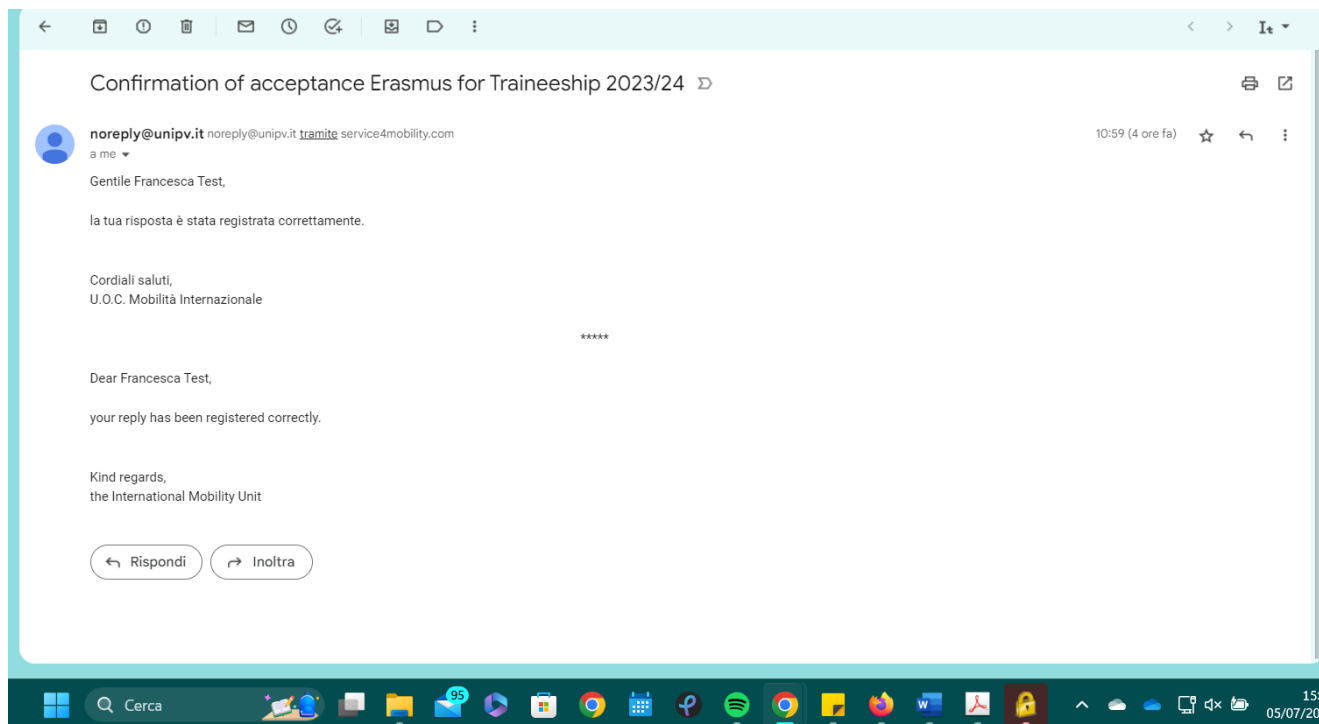 Confirmation of acceptance Erasmus for Traineeship 2023/24
noreply@unipv.it noreply@unipv.it tramite service4mobility.com
10:59 (4 ore fa)
a me
Gentile Francesca Test,
la tua risposta è stata registrata correttamente.
Cordiali saluti,
U.O.C. Mobilità Internazionale
*****
Dear Francesca Test,
your reply has been registered correctly.
Kind regards,
the International Mobility Unit
Rispondi
Inoltra
Cerca
95
15:
05/07/20